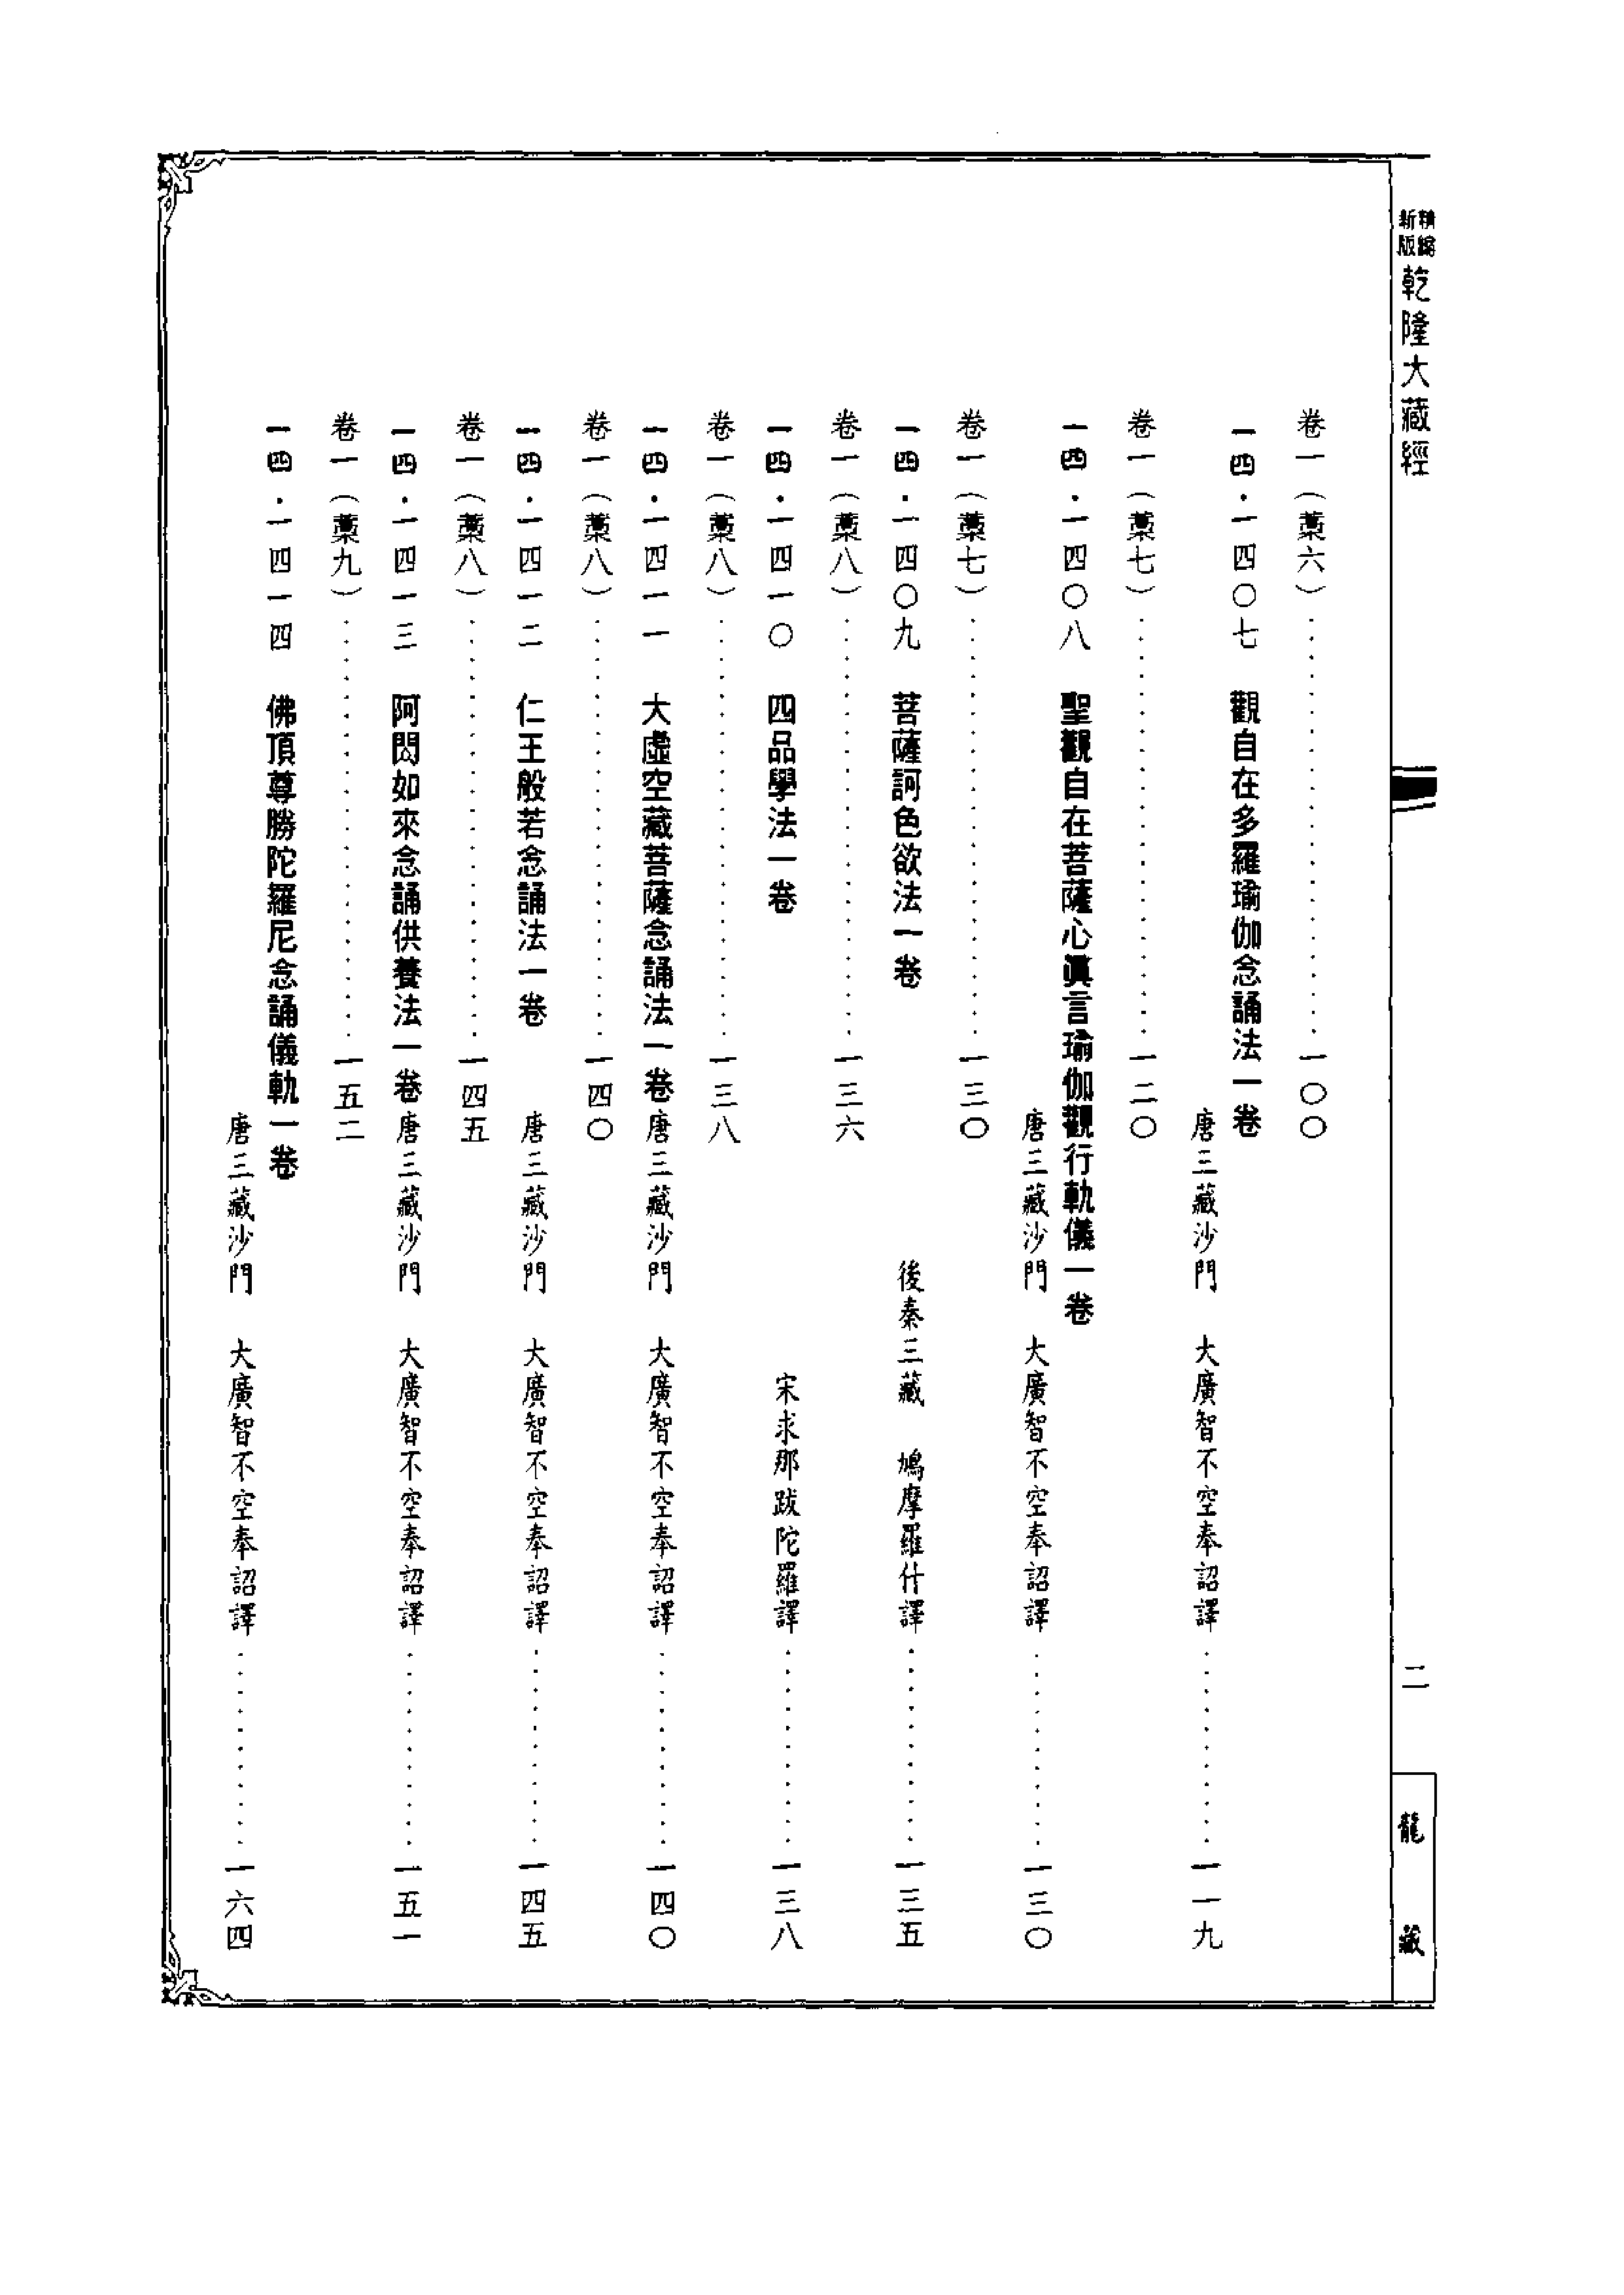 精縮
新版
乾隆大藏經
二
龍藏
卷一（藁六）……………………一〇〇
一四．一四〇七　觀自在多羅瑜伽念誦法一卷
唐三藏沙門　大廣智不空奉詔譯…………一一九
卷一（藁七）……………………一二〇
一四．一四〇八　聖觀自在菩薩心眞言瑜伽觀行軌儀一卷
唐三藏沙門　大廣智不空奉詔譯…………一三〇
卷一（藁七）……………………一三〇
一四．一四〇九　菩薩訶色欲法一卷
後秦三藏　鳩摩羅什譯…………一三五
卷一（藁八）……………………一三六
一四．一四一〇　四品學法一卷
宋求那跋陀羅譯…………一三八
卷一（藁八）……………………一三八
一四．一四一一　大虛空藏菩薩念誦法一卷
唐三藏沙門　大廣智不空奉詔譯…………一四〇
卷一（藁八）……………………一四〇
一四．一四一二　仁王般若念誦法一卷
唐三藏沙門　大廣智不空奉詔譯…………一四五
卷一（藁八）……………………一四五
一四．一四一三　阿閦如來念誦供養法一卷
唐三藏沙門　大廣智不空奉詔譯…………一五一
卷一（藁九）……………………一五二
一四．一四一四　佛頂尊勝陀羅尼念誦儀軌一卷
唐三藏沙門　大廣智不空奉詔譯…………一六四